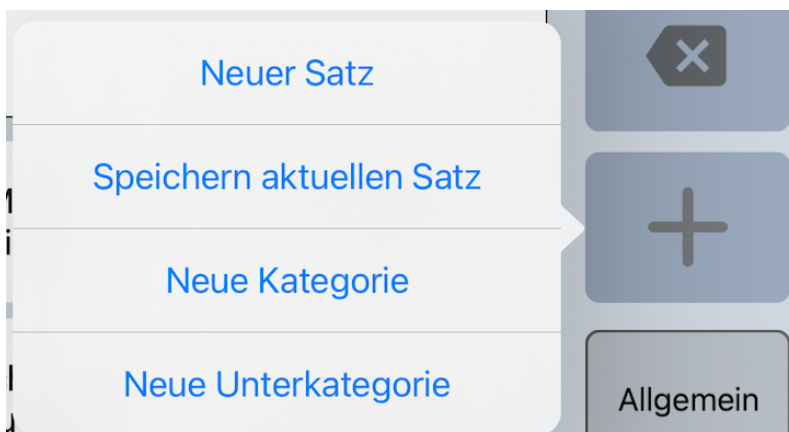 Neuer Satz
Speichern aktuellen Satz
Neue Kategorie
Neue Unterkategorie
Allgemein